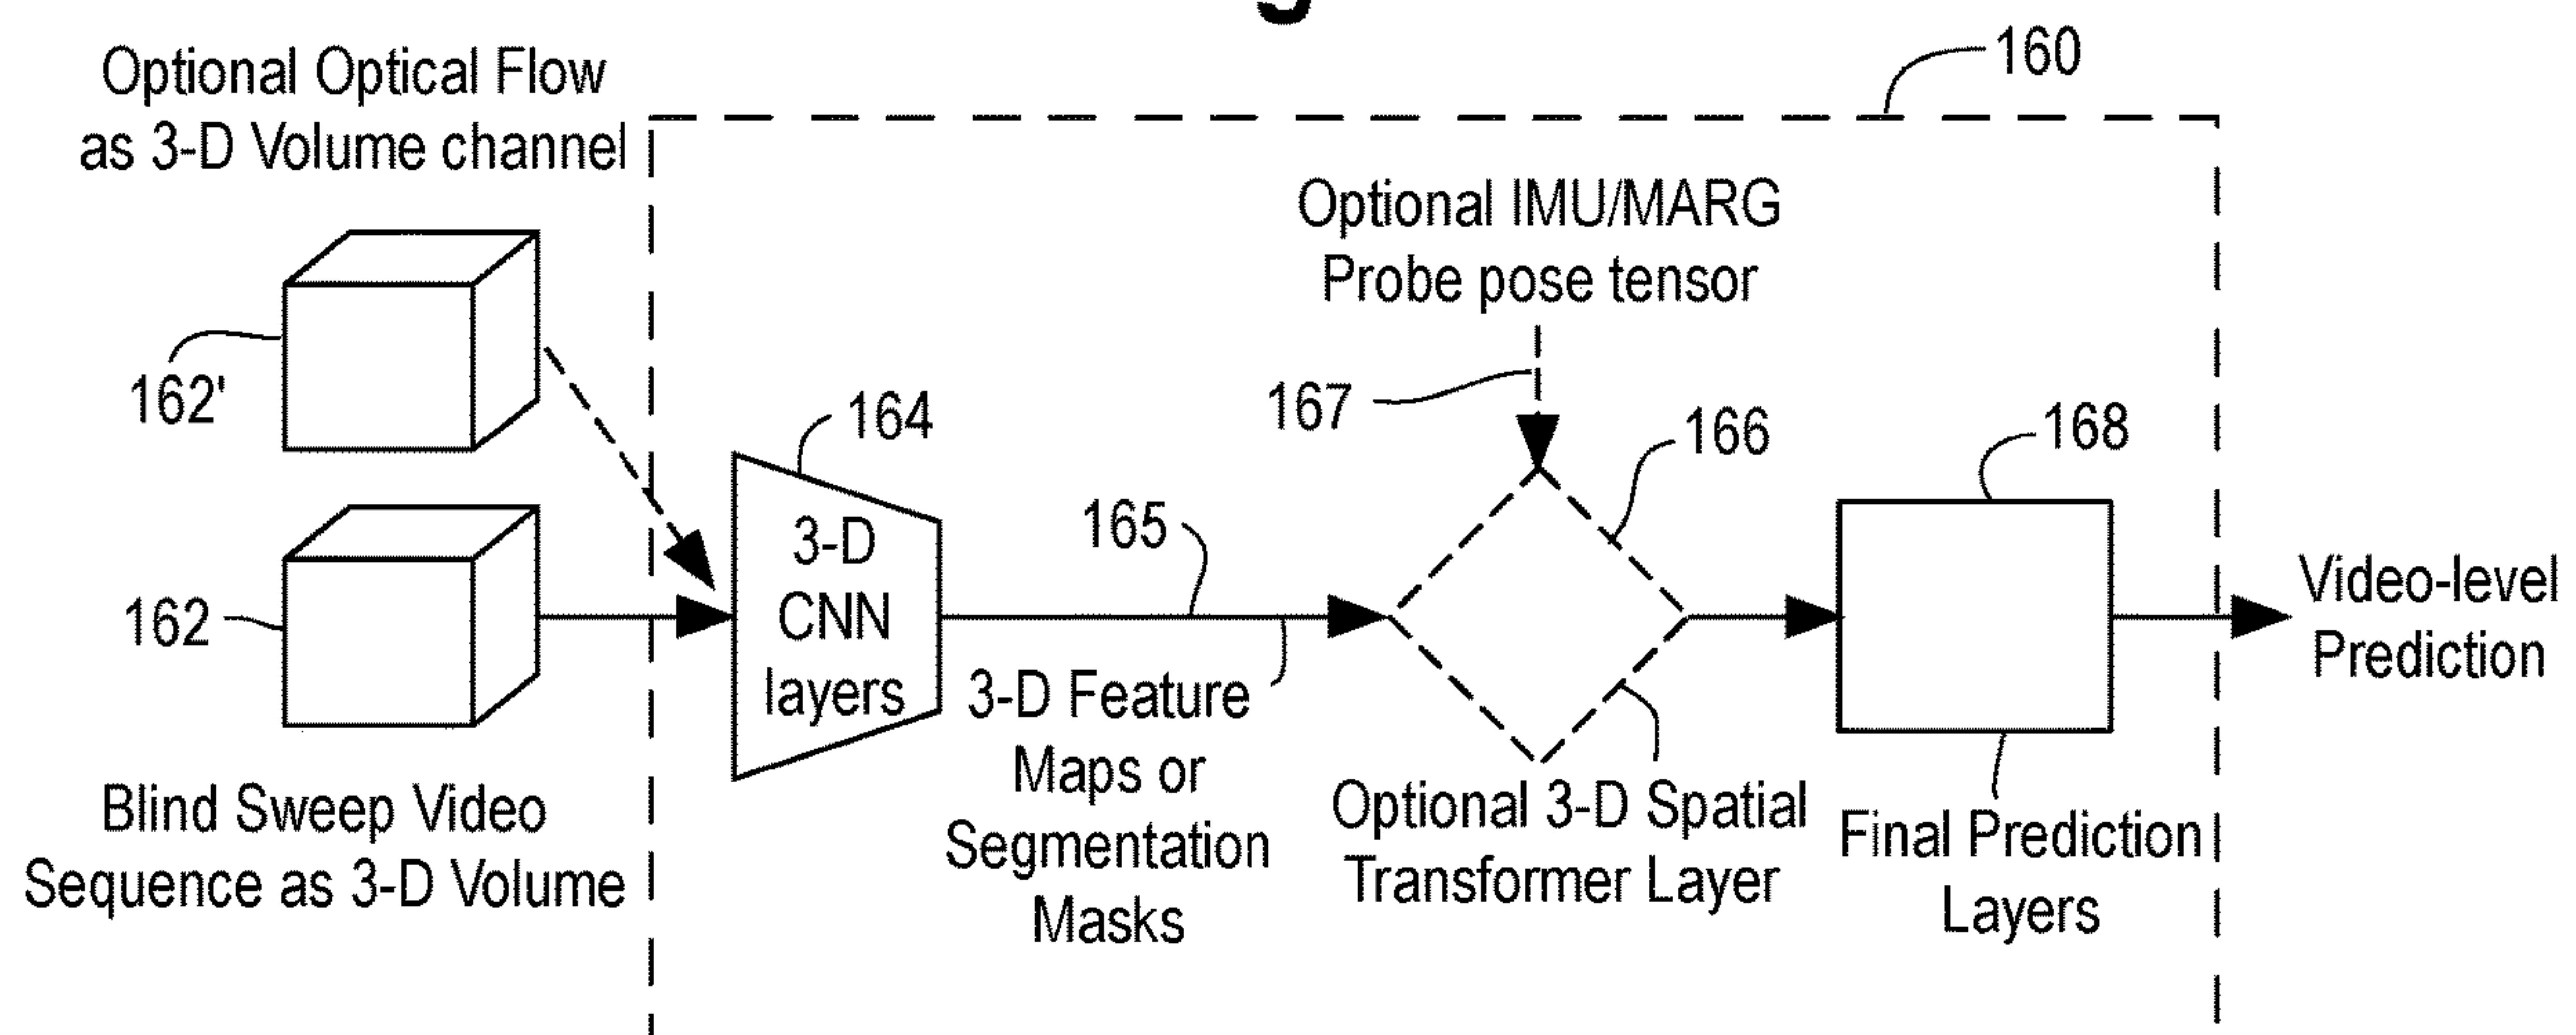 160
Optional Optical Flow
as 3-D Volume channel
Optional IMU/MARG
Probe pose tensor
162'
164
167
166
168
165
3-D
CNN
layers
162
3-D Feature
Maps or
Segmentation
Masks
Video-level
Prediction
Blind Sweep Video
Sequence as 3-D Volume
Optional 3-D Spatial
Transformer Layer
Final Prediction
Layers